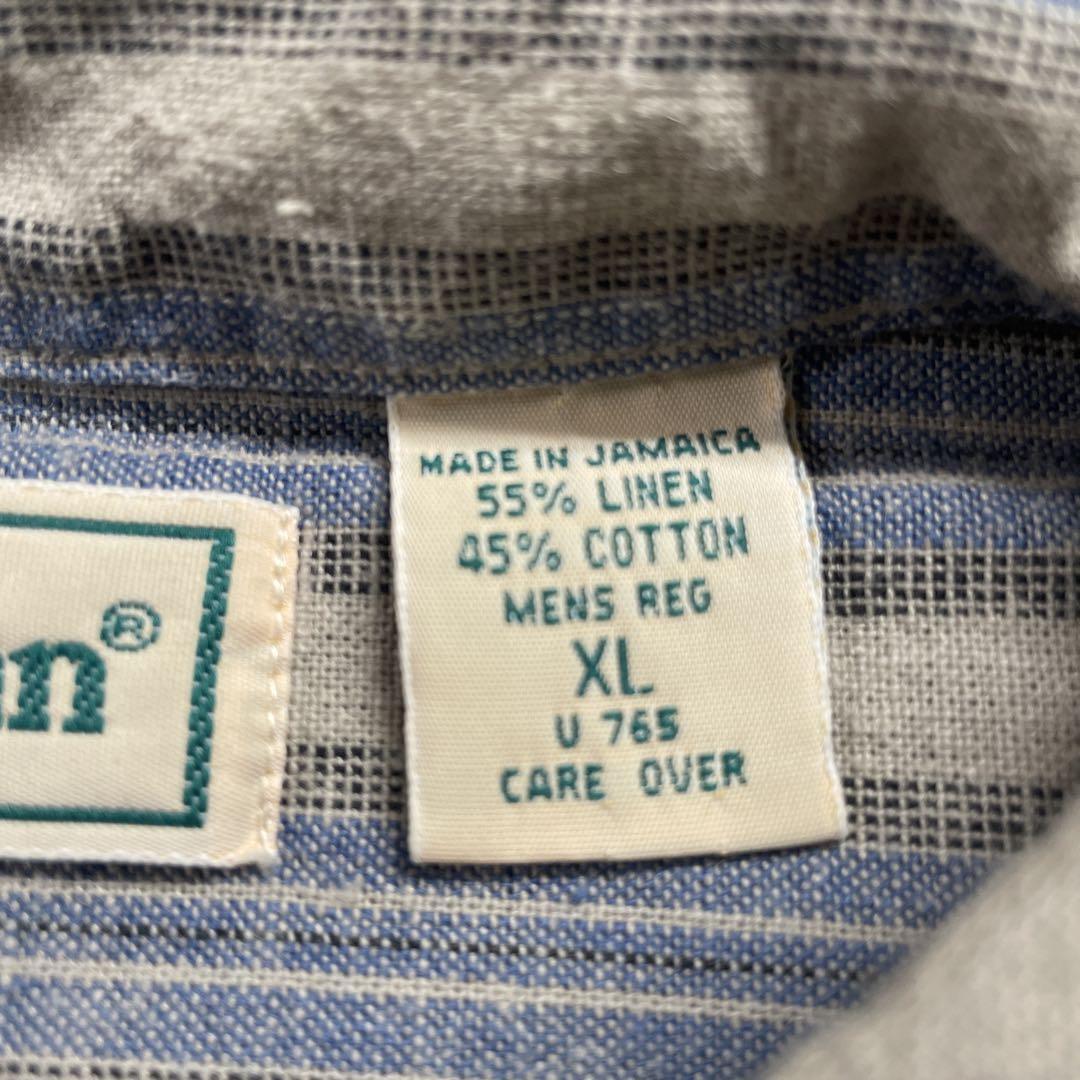 MADE IN JAMAICA
55% LINEN
45% COTTON
MENS REG
XL
U 765
CARE OVER